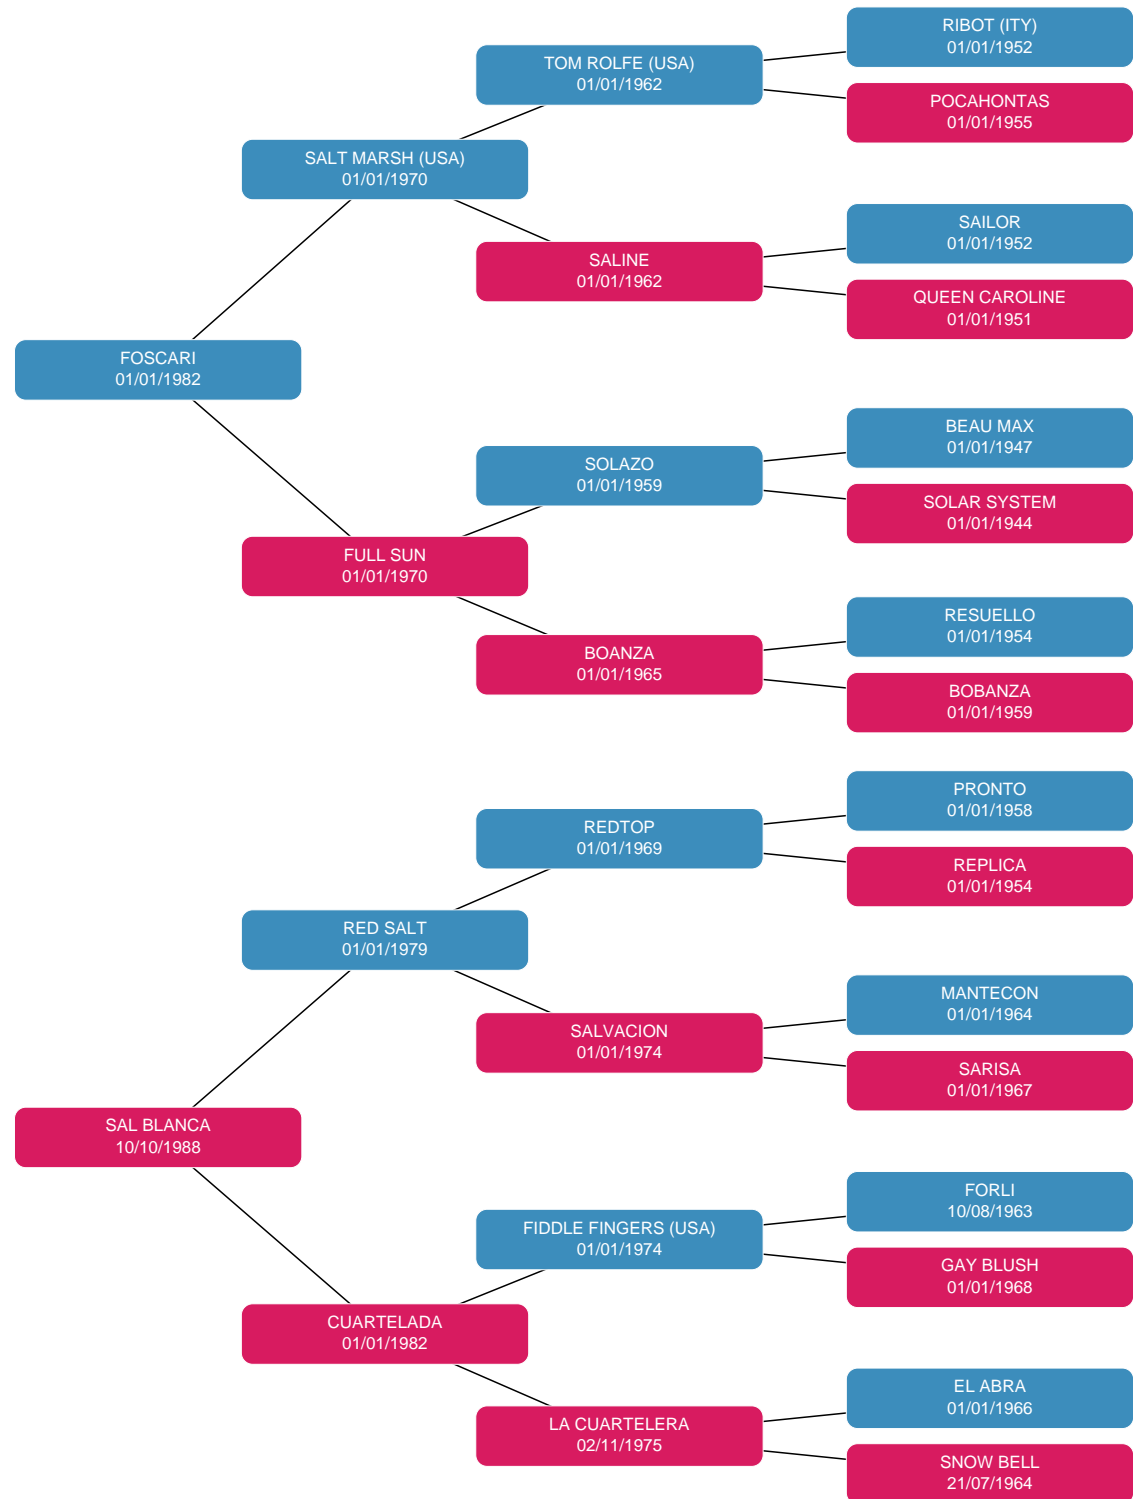 RIBOT (ITY)
01/01/1952
TOM ROLFE (USA)
01/01/1962
POCAHONTAS
01/01/1955
SALT MARSH (USA)
01/01/1970
SAILOR
01/01/1952
SALINE
01/01/1962
QUEEN CAROLINE
01/01/1951
FOSCARI
01/01/1982
BEAU MAX
01/01/1947
SOLAZO
01/01/1959
SOLAR SYSTEM
01/01/1944
FULL SUN
01/01/1970
RESUELLO
01/01/1954
BOANZA
01/01/1965
BOBANZA
01/01/1959
PRONTO
01/01/1958
REDTOP
01/01/1969
REPLICA
01/01/1954
RED SALT
01/01/1979
MANTECON
01/01/1964
SALVACION
01/01/1974
SARISA
01/01/1967
SAL BLANCA
10/10/1988
FORLI
10/08/1963
FIDDLE FINGERS (USA)
01/01/1974
GAY BLUSH
01/01/1968
CUARTELADA
01/01/1982
EL ABRA
01/01/1966
LA CUARTELERA
02/11/1975
SNOW BELL
21/07/1964